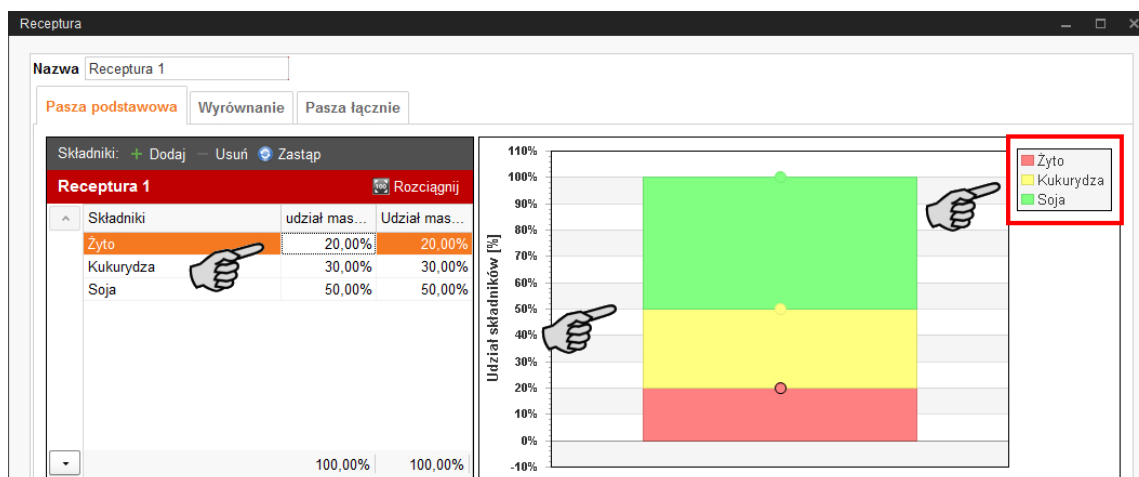 Receptura
Nazwa Receptura 1
Pasza podstawowa Wyrównanie Pasza łącznie
Składniki: + Dodaj − Usuń Zastąp
Receptura 1 100 Rozciągnij
Składniki udział mas... Udział mas...
Żyto 20,00% 20,00%
Kukurydza 30,00% 30,00%
Soja 50,00% 50,00%
100,00% 100,00%
Udział składników [%]
110%
100%
90%
80%
70%
60%
50%
40%
30%
20%
10%
0%
-10%
Żyto
Kukurydza
Soja